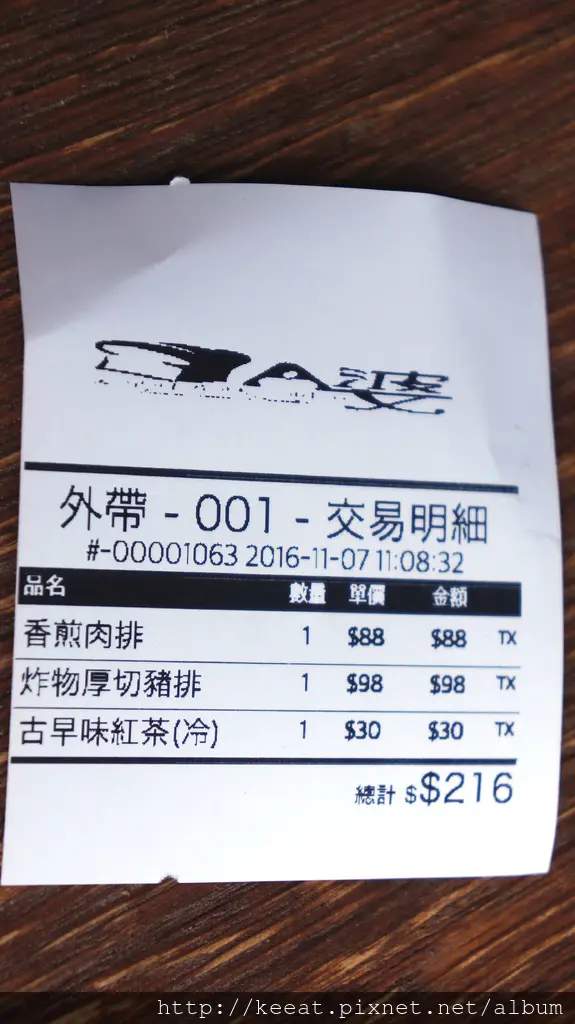 A婆
外帶 - 001 - 交易明細
#-00001063 2016-11-07 11:08:32
品名 數量 單價 金額
香煎肉排 1 $88 $88 TX
炸物厚切豬排 1 $98 $98 TX
古早味紅茶(冷) 1 $30 $30 TX
總計 $$216
http://keeat.pixnet.net/album